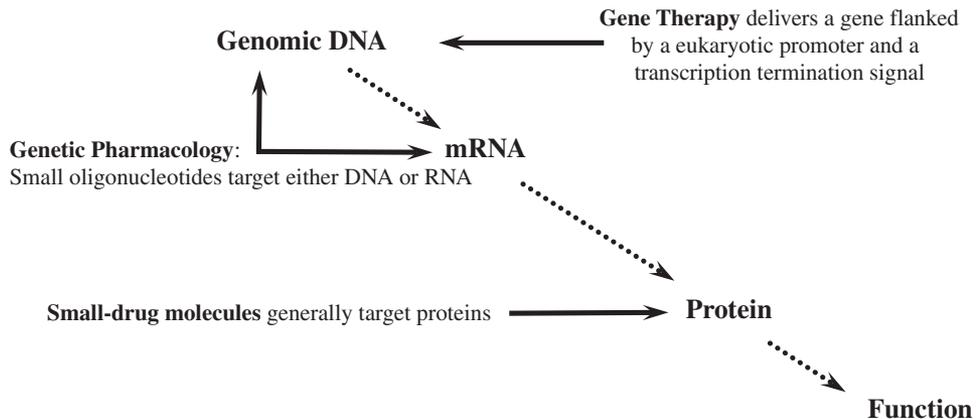 Gene Therapy delivers a gene flanked
Genomic DNA
by a eukaryotic promoter and a
transcription termination signal
Genetic Pharmacology:
mRNA
Small oligonucleotides target either DNA or RNA
Small-drug molecules generally target proteins
Protein
Function